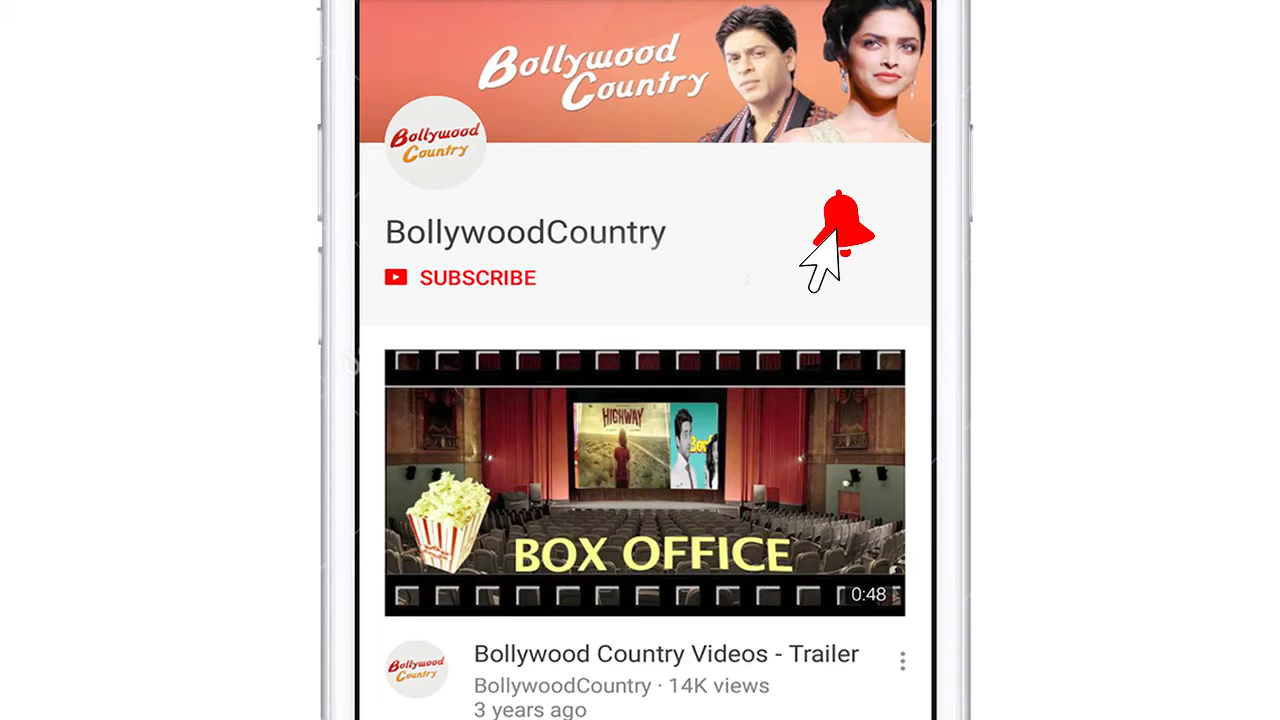 Bollywood
Country
Bollywood
Country
BollywoodCountry
SUBSCRIBE
HIGHWAY
BOX OFFICE
0:48
Bollywood
Country
Bollywood Country Videos - Trailer
BollywoodCountry · 14K views
3 years ago